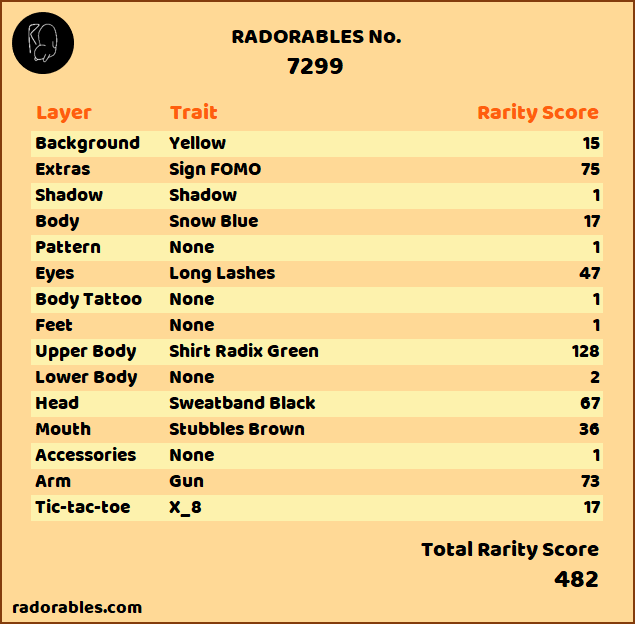 RADORABLES No.
7299
Layer Trait Rarity Score
Background Yellow 15
Extras Sign FOMO 75
Shadow Shadow 1
Body Snow Blue 17
Pattern None 1
Eyes Long Lashes 47
Body Tattoo None 1
Feet None 1
Upper Body Shirt Radix Green 128
Lower Body None 2
Head Sweatband Black 67
Mouth Stubbles Brown 36
Accessories None 1
Arm Gun 73
Tic-tac-toe X_8 17
Total Rarity Score
482
radorables.com